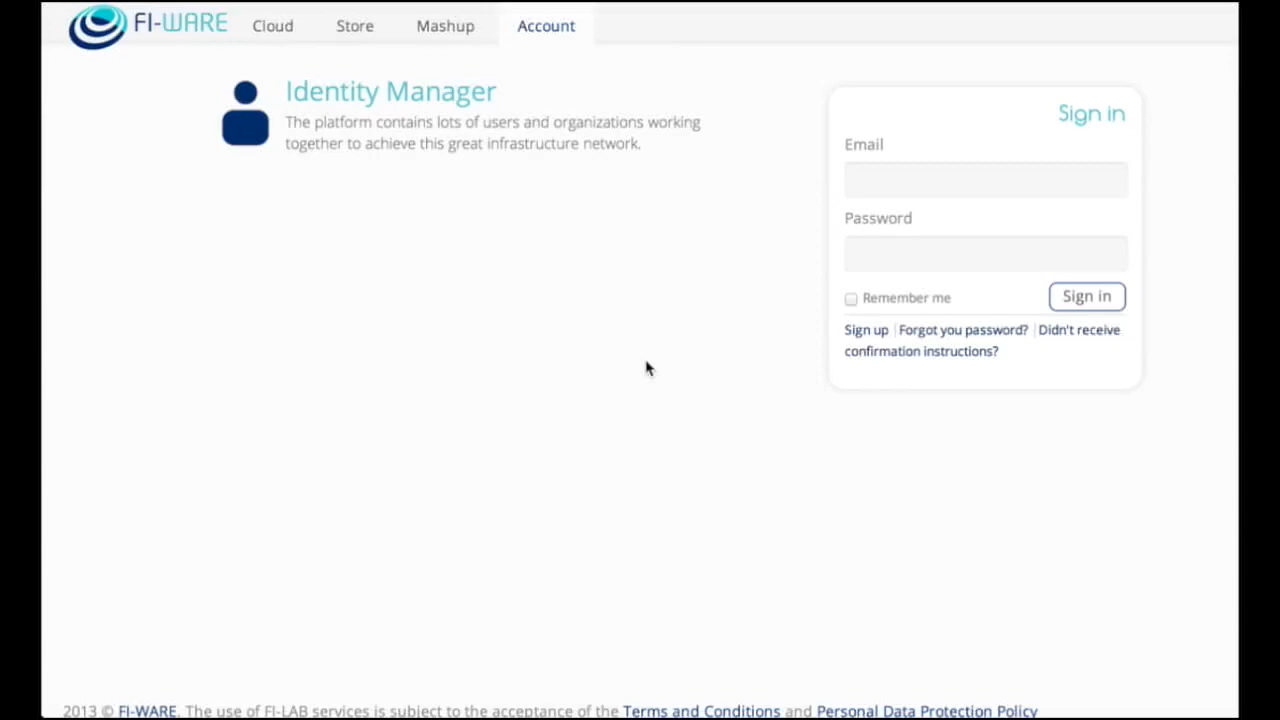 FI-WARE Cloud Store Mashup Account
Identity Manager
The platform contains lots of users and organizations working
together to achieve this great infrastructure network.
Sign in
Email
Password
Remember me Sign in
Sign up Forgot you password? Didn't receive
confirmation instructions?
2013 © FI-WARE. The use of FI-LAB services is subject to the acceptance of the Terms and Conditions and Personal Data Protection Policy